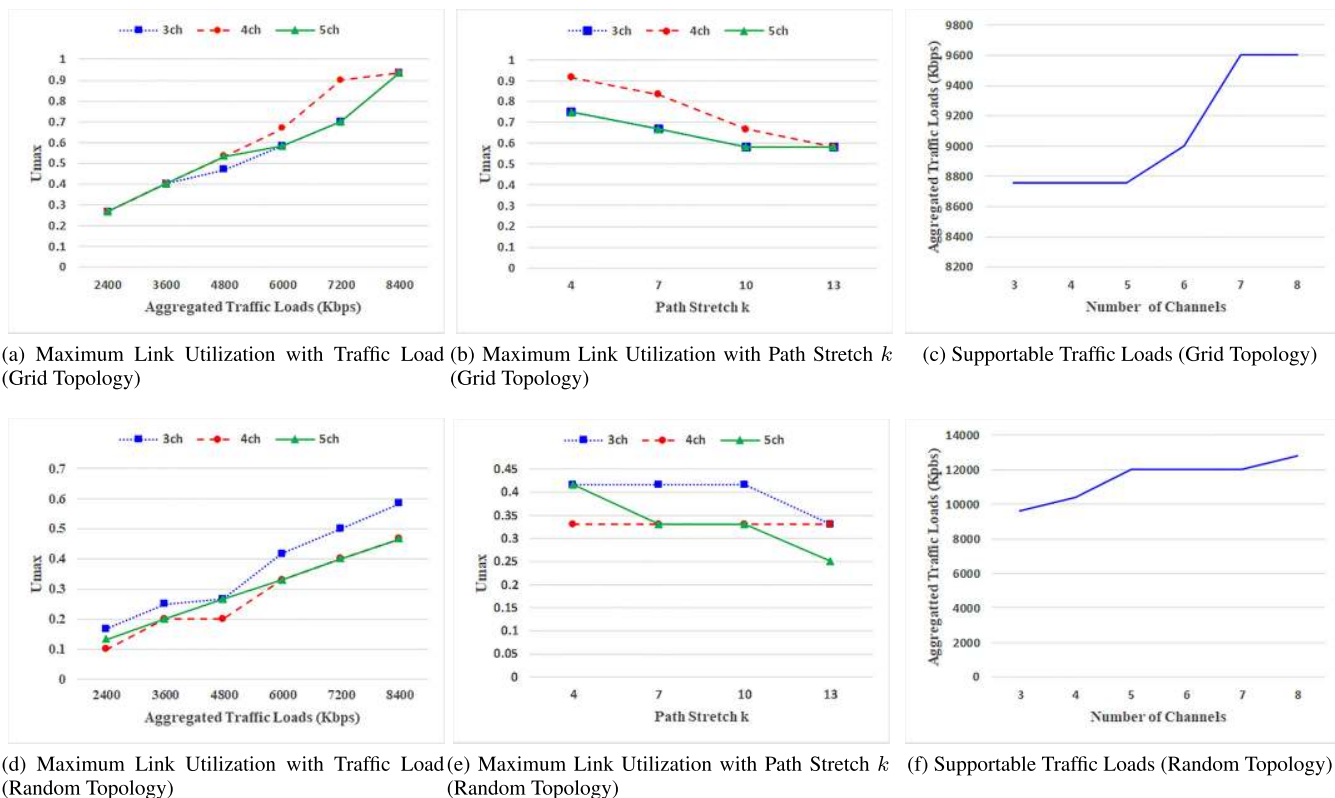 3ch 4ch 5ch
1
0.9
0.8
0.7
0.6
0.5
0.4
0.3
0.2
0.1
0
Umax
2400 3600 4800 6000 7200 8400
Aggregated Traffic Loads (Kbps)
(a) Maximum Link Utilization with Traffic Load
(Grid Topology)
3ch 4ch 5ch
1
0.9
0.8
0.7
0.6
0.5
0.4
0.3
0.2
0.1
0
Umax
4 7 10 13
Path Stretch k
(b) Maximum Link Utilization with Path Stretch k
(Grid Topology)
9800
9600
9400
9200
9000
8800
8600
8400
8200
Aggregated Traffic Loads (Kbps)
3 4 5 6 7 8
Number of Channels
(c) Supportable Traffic Loads (Grid Topology)
3ch 4ch 5ch
0.7
0.6
0.5
0.4
0.3
0.2
0.1
0
Umax
2400 3600 4800 6000 7200 8400
Aggregated Traffic Loads (Kbps)
(d) Maximum Link Utilization with Traffic Load
(Random Topology)
3ch 4ch 5ch
0.45
0.4
0.35
0.3
0.25
0.2
0.15
0.1
0.05
0
Umax
4 7 10 13
Path Stretch k
(e) Maximum Link Utilization with Path Stretch k
(Random Topology)
14000
12000
10000
8000
6000
4000
2000
0
Aggregatted Traffic Loads (Kpbs)
3 4 5 6 7 8
Number of Channels
(f) Supportable Traffic Loads (Random Topology)